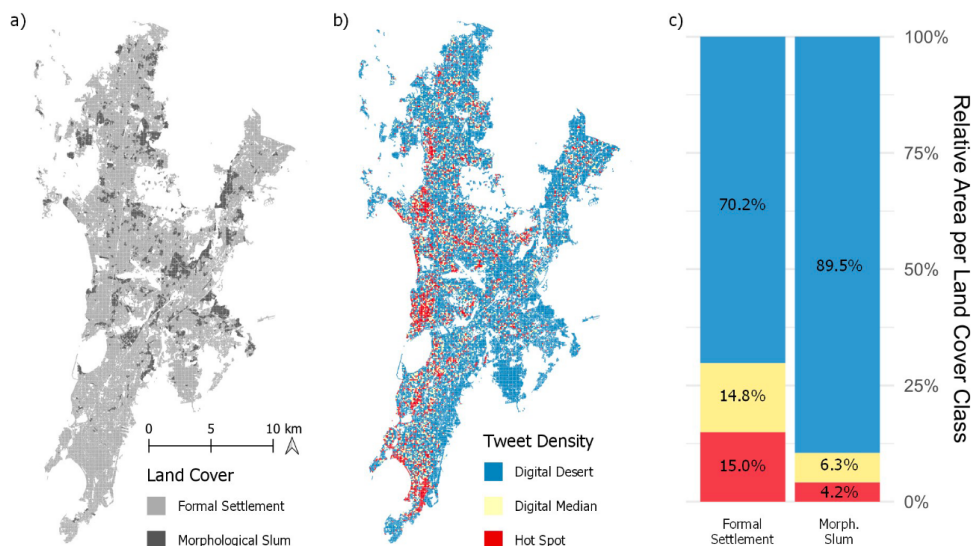 a)
0 5 10 km
Land Cover
Formal Settlement
Morphological Slum
b)
Tweet Density
Digital Desert
Digital Median
Hot Spot
c)
70.2%
14.8%
15.0%
89.5%
6.3%
4.2%
100%
75%
50%
25%
0%
Relative Area per Land Cover Class
Formal
Settlement
Morph.
Slum